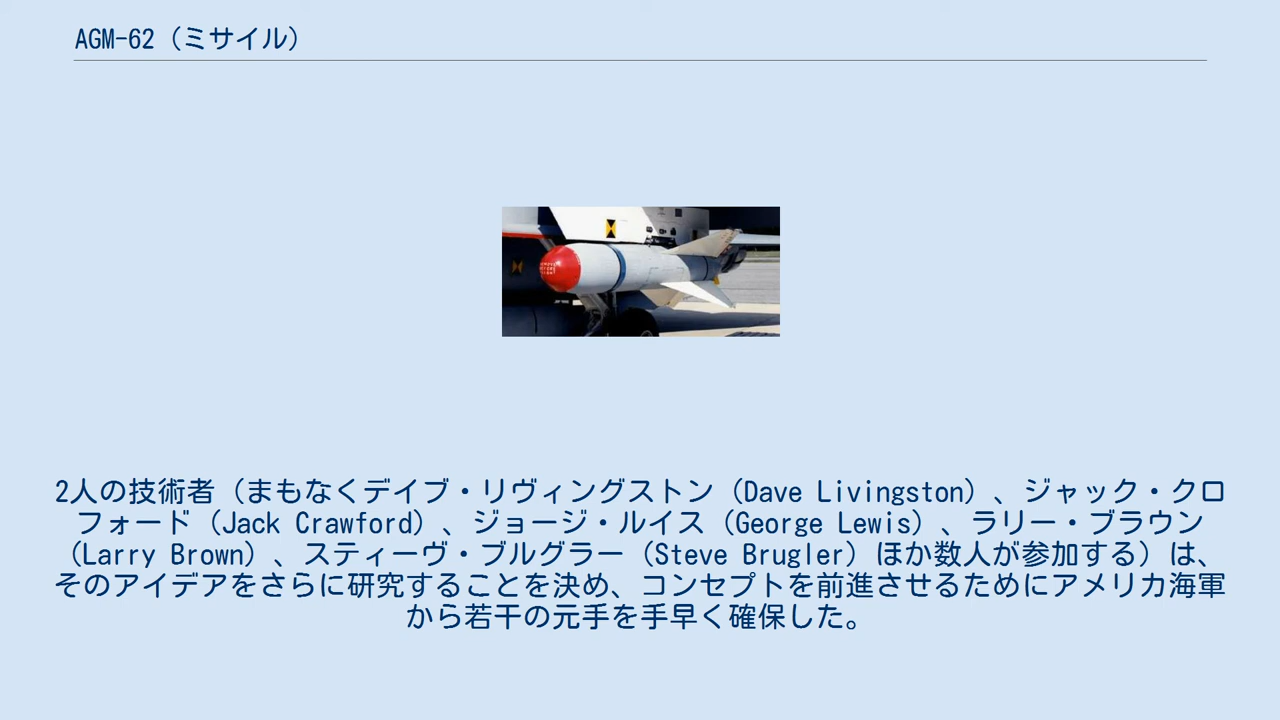 AGM-62（ミサイル）
2人の技術者（まもなくデイブ・リヴィングストン（Dave Livingston）、ジャック・クロ
フォード（Jack Crawford）、ジョージ・ルイス（George Lewis）、ラリー・ブラウン
（Larry Brown）、スティーヴ・ブルグラー（Steve Brugler）ほか数人が参加する）は、
そのアイデアをさらに研究することを決め、コンセプトを前進させるためにアメリカ海軍
から若干の元手を手早く確保した。